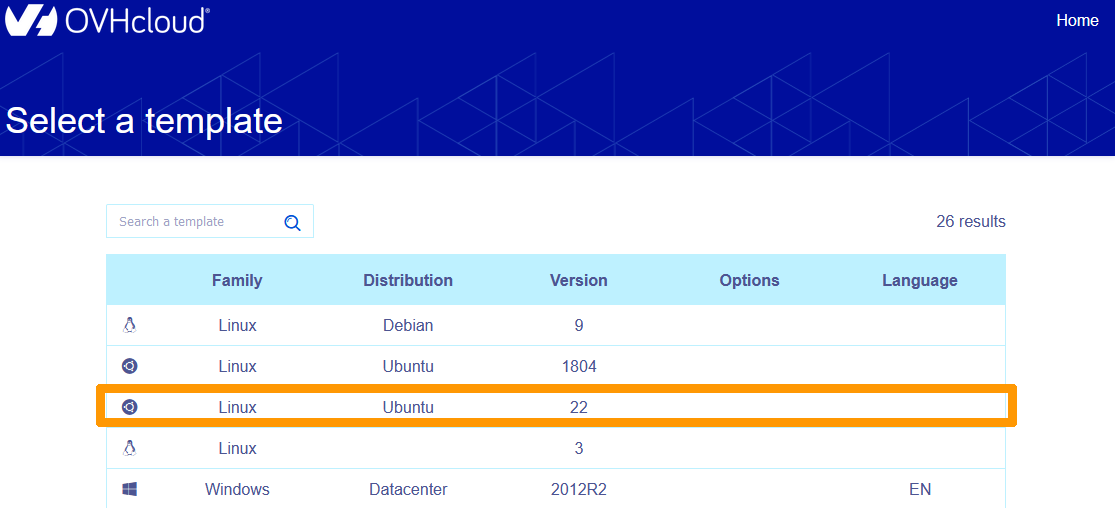 OVHcloud®
Home
Select a template
Search a template
26 results
Family Distribution Version Options Language
Linux Debian 9
Linux Ubuntu 1804
Linux Ubuntu 22
Linux 3
Windows Datacenter 2012R2 EN